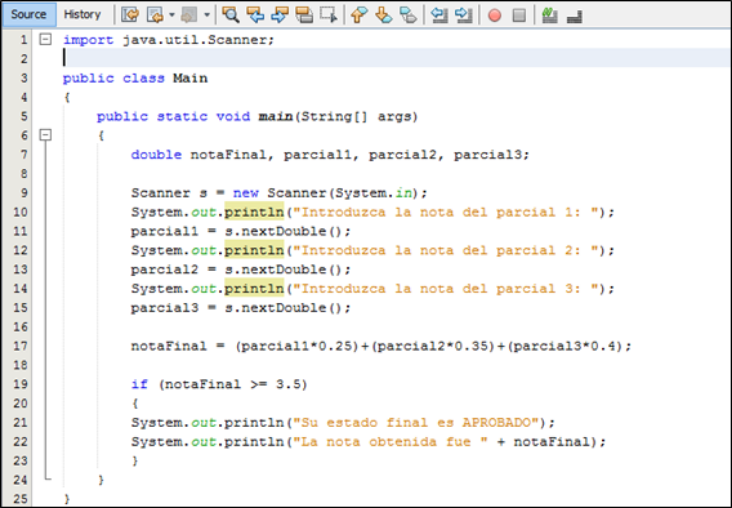 Source History
1 import java.util.Scanner;
2
3 public class Main
4 {
5 public static void main(String[] args)
6 {
7 double notaFinal, parcial1, parcial2, parcial3;
8
9 Scanner s = new Scanner(System.in);
10 System.out.println("Introduzca la nota del parcial 1: ");
11 parcial1 = s.nextDouble();
12 System.out.println("Introduzca la nota del parcial 2: ");
13 parcial2 = s.nextDouble();
14 System.out.println("Introduzca la nota del parcial 3: ");
15 parcial3 = s.nextDouble();
16
17 notaFinal = (parcial1*0.25)+(parcial2*0.35)+(parcial3*0.4);
18
19 if (notaFinal >= 3.5)
20 {
21 System.out.println("Su estado final es APROBADO");
22 System.out.println("La nota obtenida fue " + notaFinal);
23 }
24 }
25 }